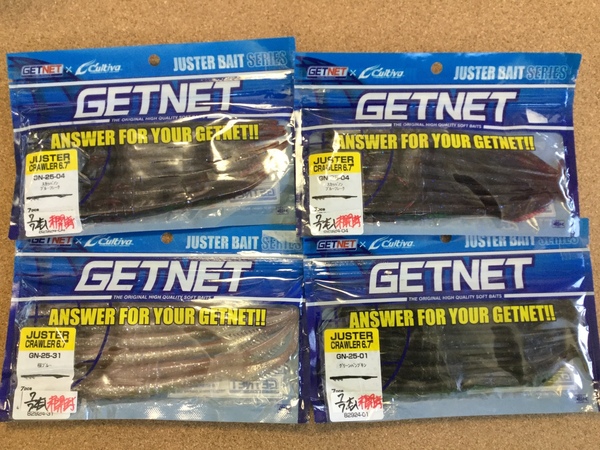 GETNET × Cultiva JUSTER BAIT SERIES
GETNET
THE ORIGINAL HIGH QUALITY SOFT BAITS
ANSWER FOR YOUR GETNET!!
JUSTER
CRAWLER 6.7"
GN-25-04
GETNET × Cultiva JUSTER BAIT SERIES
GETNET
THE ORIGINAL HIGH QUALITY SOFT BAITS
ANSWER FOR YOUR GETNET!!
JUSTER
CRAWLER 6.7"
GN-25-04
GETNET × Cultiva JUSTER BAIT SERIES
GETNET
THE ORIGINAL HIGH QUALITY SOFT BAITS
ANSWER FOR YOUR GETNET!!
JUSTER
CRAWLER 6.7"
GN-25-31
GETNET × Cultiva JUSTER BAIT SERIES
GETNET
THE ORIGINAL HIGH QUALITY SOFT BAITS
ANSWER FOR YOUR GETNET!!
JUSTER
CRAWLER 6.7"
GN-25-01